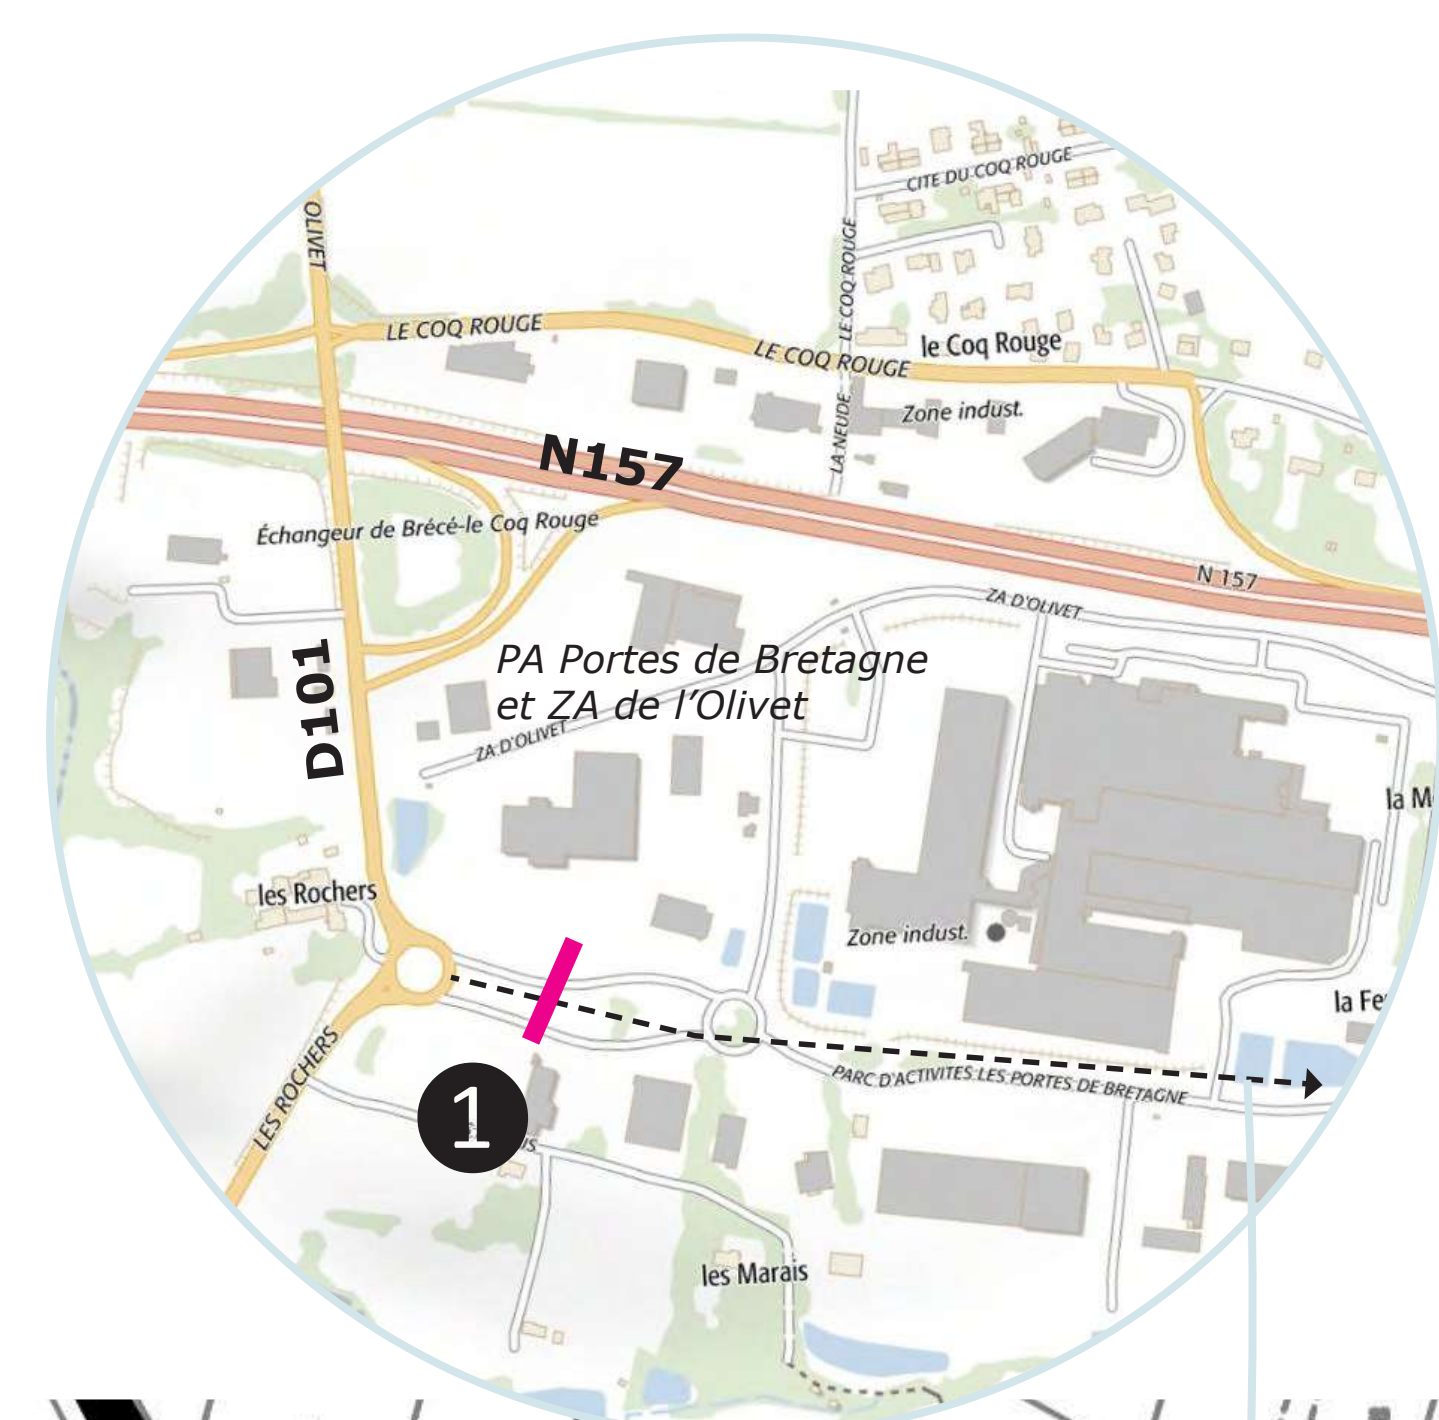 CITE DU COQ ROUGE
OLIVET
LE COQ ROUGE
LE COQ ROUGE
LE COQ ROUGE
le Coq Rouge
LA NEUDE
Zone indust.
N157
Échangeur de Brécé-le Coq Rouge
N 157
ZA D'OLIVET
D101
PA Portes de Bretagne
et ZA de l'Olivet
ZA D'OLIVET
la M
les Rochers
Zone indust.
la Fe
LES ROCHERS
PARC D'ACTIVITES LES PORTES DE BRETAGNE
1
les Marais